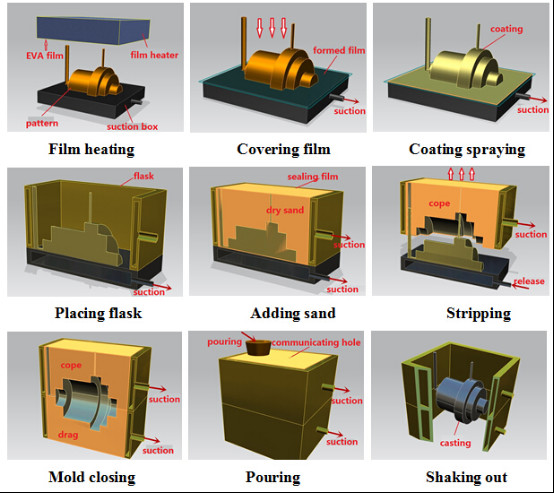 EVA film
film heater
pattern
suction box
suction
Film heating
formed film
suction
Covering film
coating
suction
Coating spraying
flask
suction
Placing flask
sealing film
dry sand
suction
suction
Adding sand
cope
suction
release
Stripping
cope
suction
drag
suction
Mold closing
pouring
communicating hole
suction
suction
Pouring
casting
Shaking out